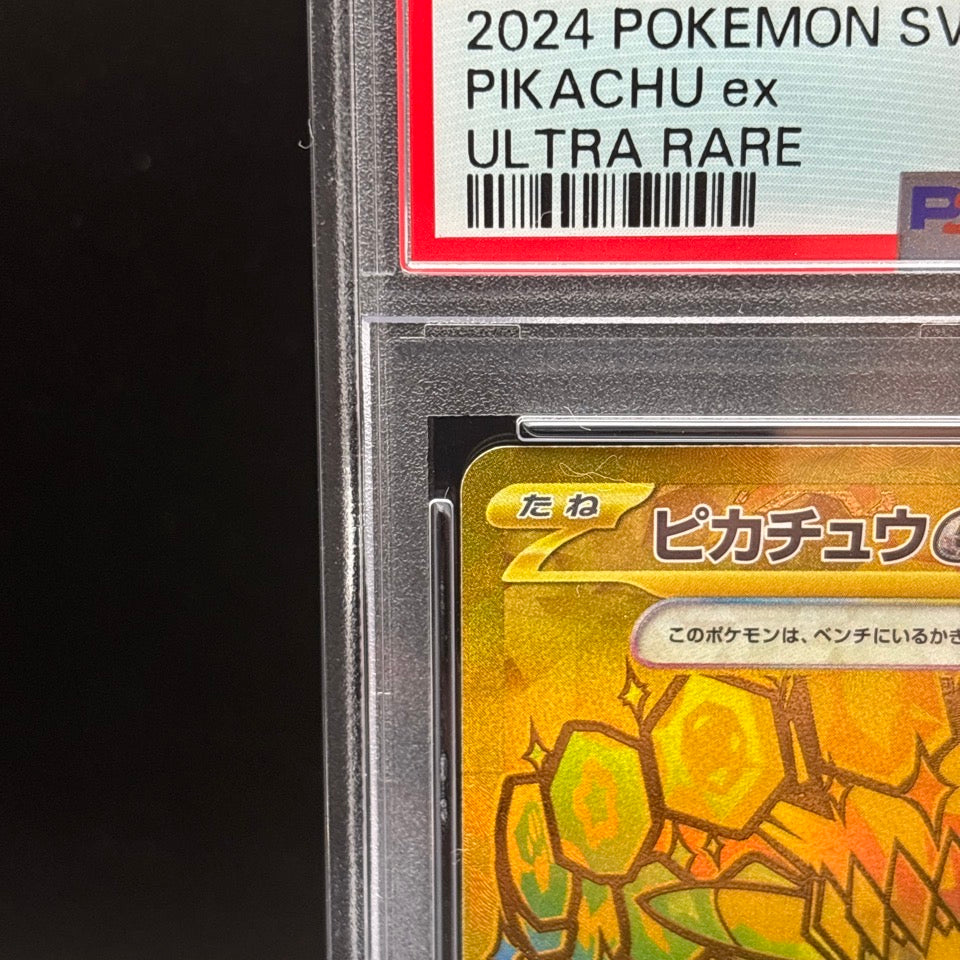 2024 POKEMON SV
PIKACHU ex
ULTRA RARE
PS
たね
ピカチュウ
このポケモンは、ベンチにいるかぎ